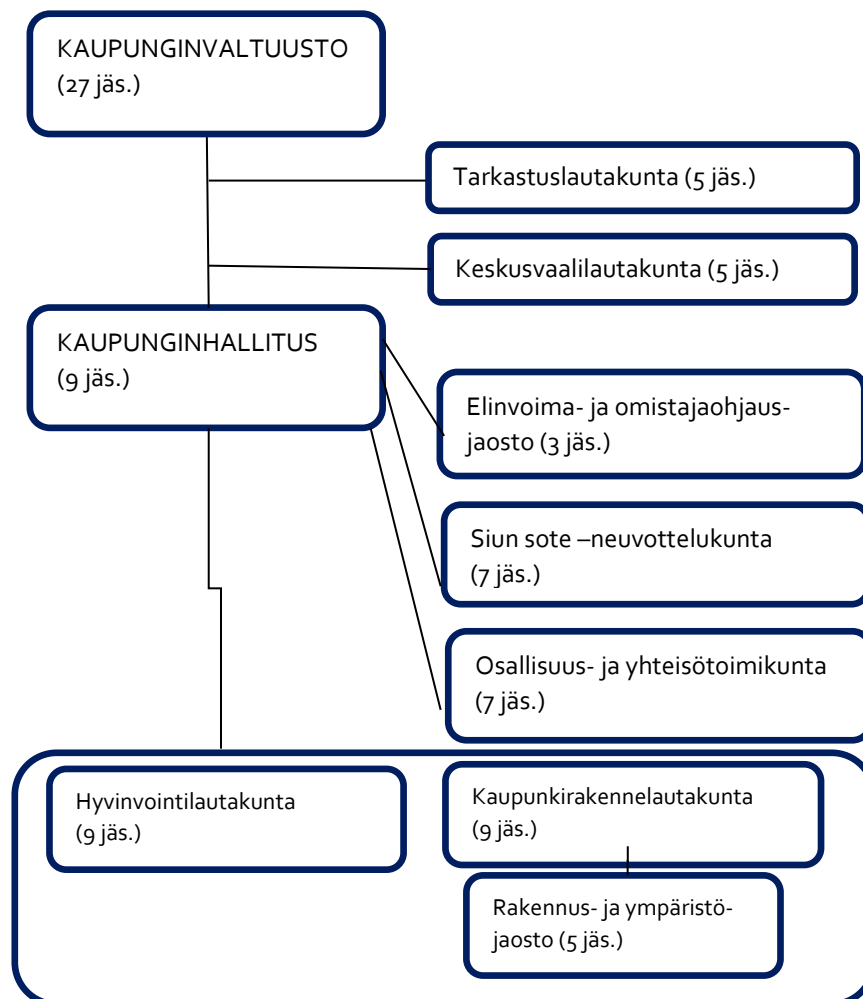 KAUPUNGINVALTUUSTO
(27 jäs.)
Tarkastuslautakunta (5 jäs.)
Keskusvaalilautakunta (5 jäs.)
KAUPUNGINHALLITUS
(9 jäs.)
Elinvoima- ja omistajaohjaus-
jaosto (3 jäs.)
Siun sote –neuvottelukunta
(7 jäs.)
Osallisuus- ja yhteisötoimikunta
(7 jäs.)
Hyvinvointilautakunta
(9 jäs.)
Kaupunkirakennelautakunta
(9 jäs.)
Rakennus- ja ympäristö-
jaosto (5 jäs.)